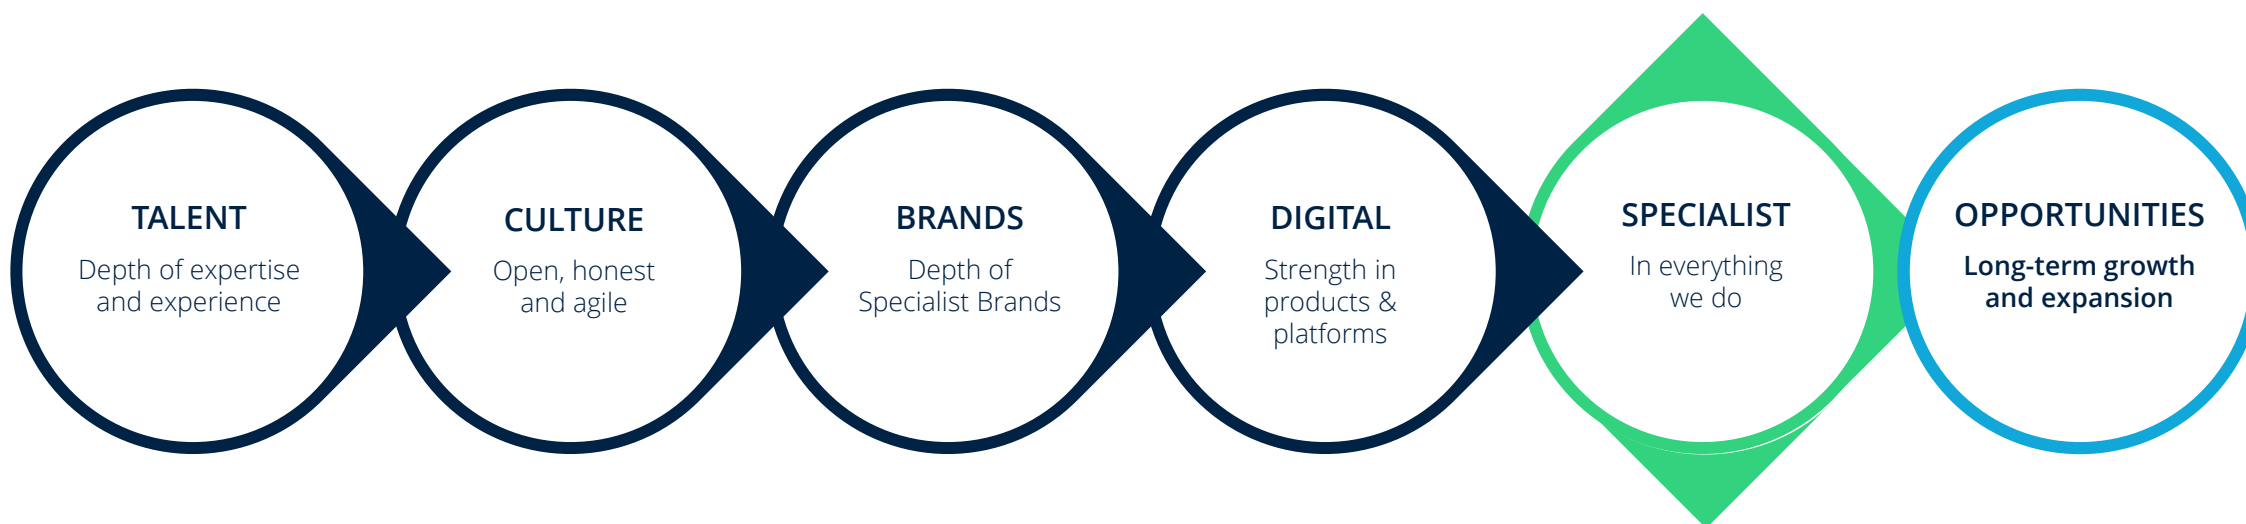 TALENT
Depth of expertise
and experience
CULTURE
Open, honest
and agile
BRANDS
Depth of
Specialist Brands
DIGITAL
Strength in
products &
platforms
SPECIALIST
In everything
we do
OPPORTUNITIES
Long-term growth
and expansion